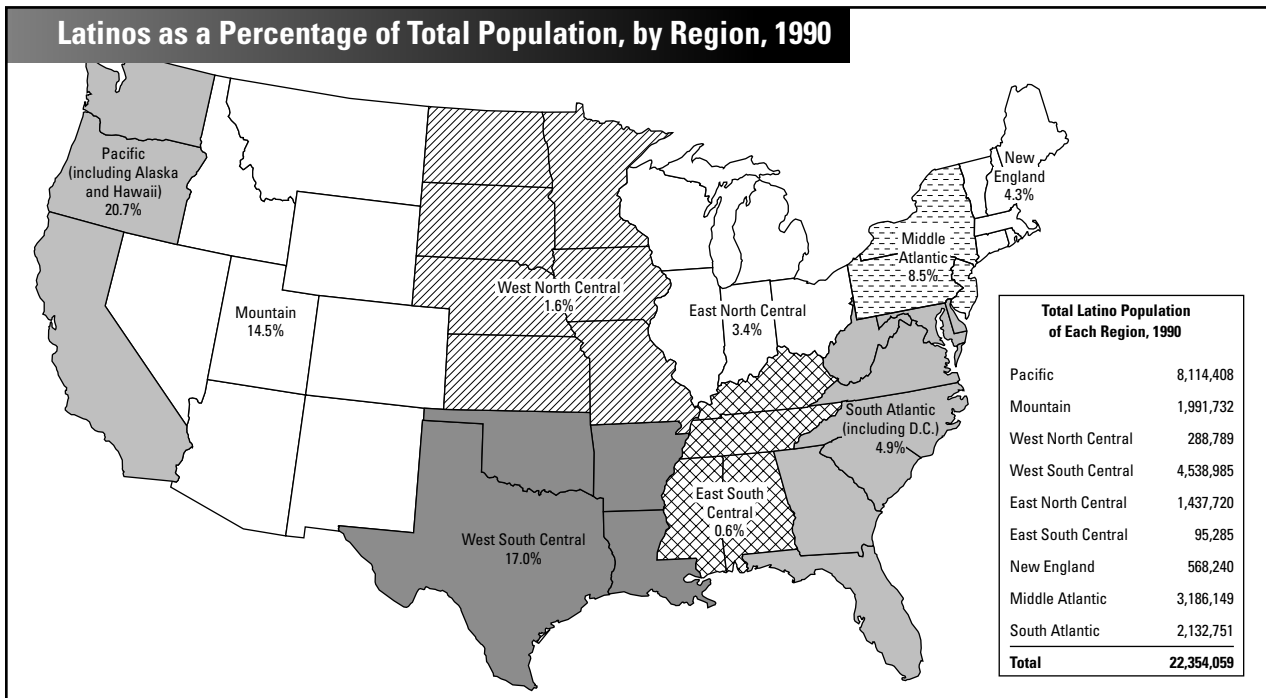 Latinos as a Percentage of Total Population, by Region, 1990
Pacific
(including Alaska
and Hawaii)
20.7%
Mountain
14.5%
West North Central
1.6%
West South Central
17.0%
East North Central
3.4%
East South
Central
0.6%
New
England
4.3%
Middle
Atlantic
8.5%
South Atlantic
(including D.C.)
4.9%
Total Latino Population
of Each Region, 1990
Pacific 8,114,408
Mountain 1,991,732
West North Central 288,789
West South Central 4,538,985
East North Central 1,437,720
East South Central 95,285
New England 568,240
Middle Atlantic 3,186,149
South Atlantic 2,132,751
Total 22,354,059